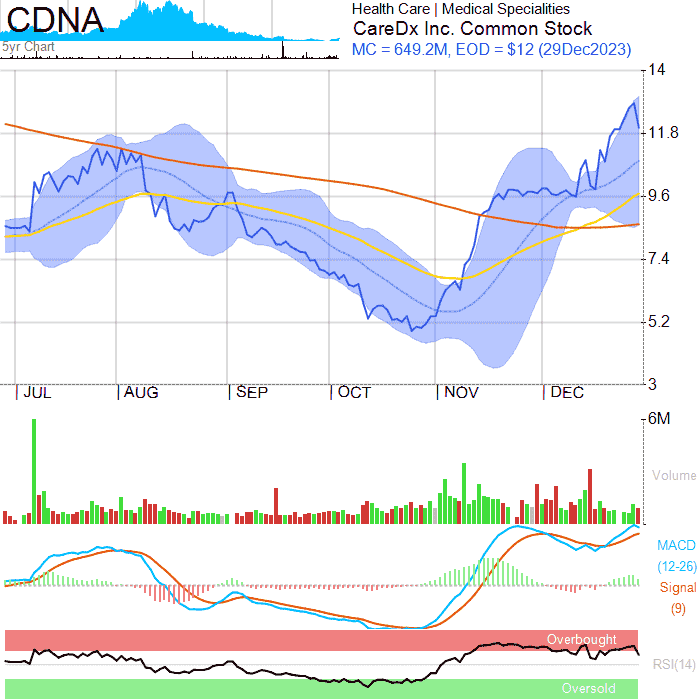 CDNA
5yr Chart
Health Care | Medical Specialities
CareDx Inc. Common Stock
MC = 649.2M, EOD = $12 (29Dec2023)
14
11.8
9.6
7.4
5.2
3
JUL AUG SEP OCT NOV DEC
6M
Volume
MACD
(12-26)
Signal
(9)
Overbought
RSI(14)
Oversold